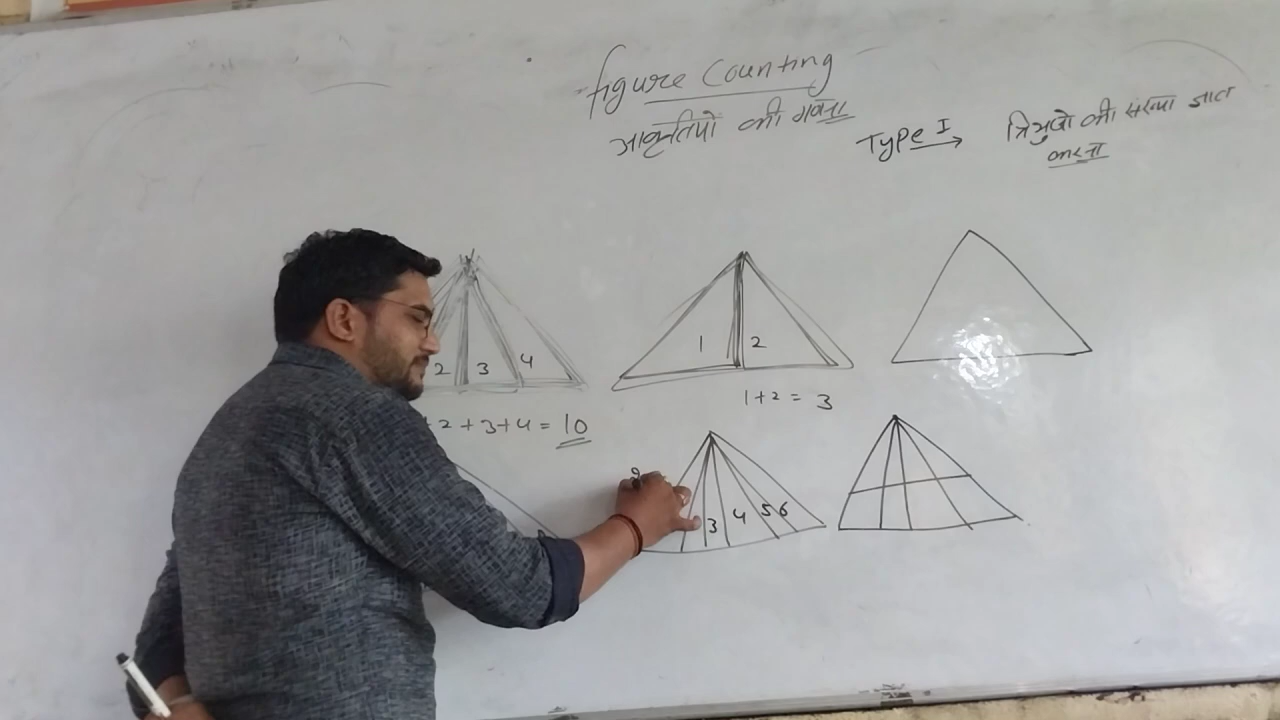 figure Counting
आकृतियों की गणना
Type I → त्रिभुजो की संख्या ज्ञात
करना
2 3 4
1 2
+2+3+4=10
1+2=3
3 4 5 6